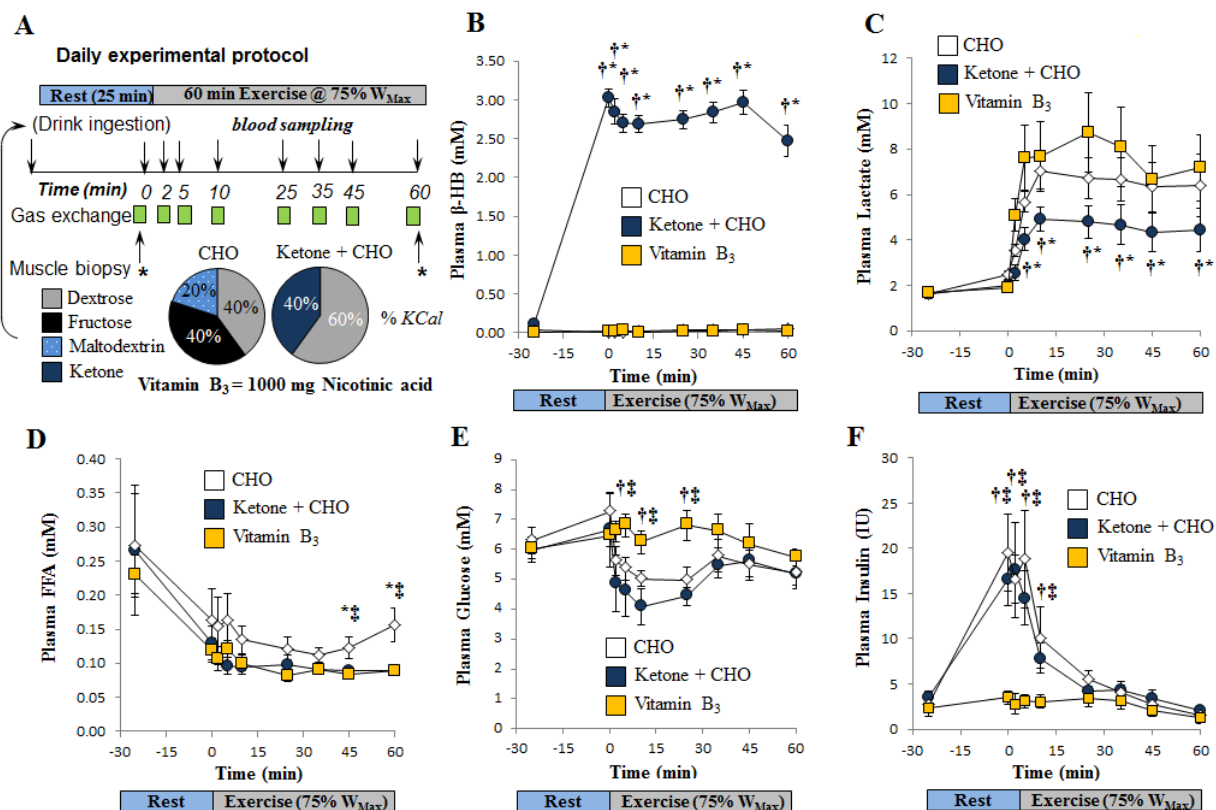 A
Daily experimental protocol
Rest (25 min) 60 min Exercise @ 75% WMax
(Drink ingestion) blood sampling
Time (min) 0 2 5 10 25 35 45 60
Gas exchange
Muscle biopsy * *
CHO Ketone + CHO
Dextrose
Fructose
Maltodextrin
Ketone
20% 40% 40%
40% 60%
% KCal
Vitamin B3 = 1000 mg Nicotinic acid
B
Plasma β-HB (mM)
3.50
3.00
2.50
2.00
1.50
1.00
0.50
0.00
†* †* †* †* †* †* †* †*
CHO
Ketone + CHO
Vitamin B3
-30 -15 0 15 30 45 60
Time (min)
Rest Exercise (75% WMax)
C
Plasma Lactate (mM)
12
10
8
6
4
2
0
CHO
Ketone + CHO
Vitamin B3
†* †* †* †* †* †*
-30 -15 0 15 30 45 60
Time (min)
Rest Exercise (75% WMax)
D
Plasma FFA (mM)
0.40
0.35
0.30
0.25
0.20
0.15
0.10
0.05
0.00
CHO
Ketone + CHO
Vitamin B3
*‡ *‡
-30 -15 0 15 30 45 60
Time (min)
Rest Exercise (75% WMax)
E
Plasma Glucose (mM)
9
8
7
6
5
4
3
2
1
0
†‡ †‡ †‡
CHO
Ketone + CHO
Vitamin B3
-30 -15 0 15 30 45 60
Time (min)
Rest Exercise (75% WMax)
F
Plasma Insulin (IU)
30
25
20
15
10
5
0
†‡ †‡ †‡ †‡
CHO
Ketone + CHO
Vitamin B3
-30 -15 0 15 30 45 60
Time (min)
Rest Exercise (75% WMax)